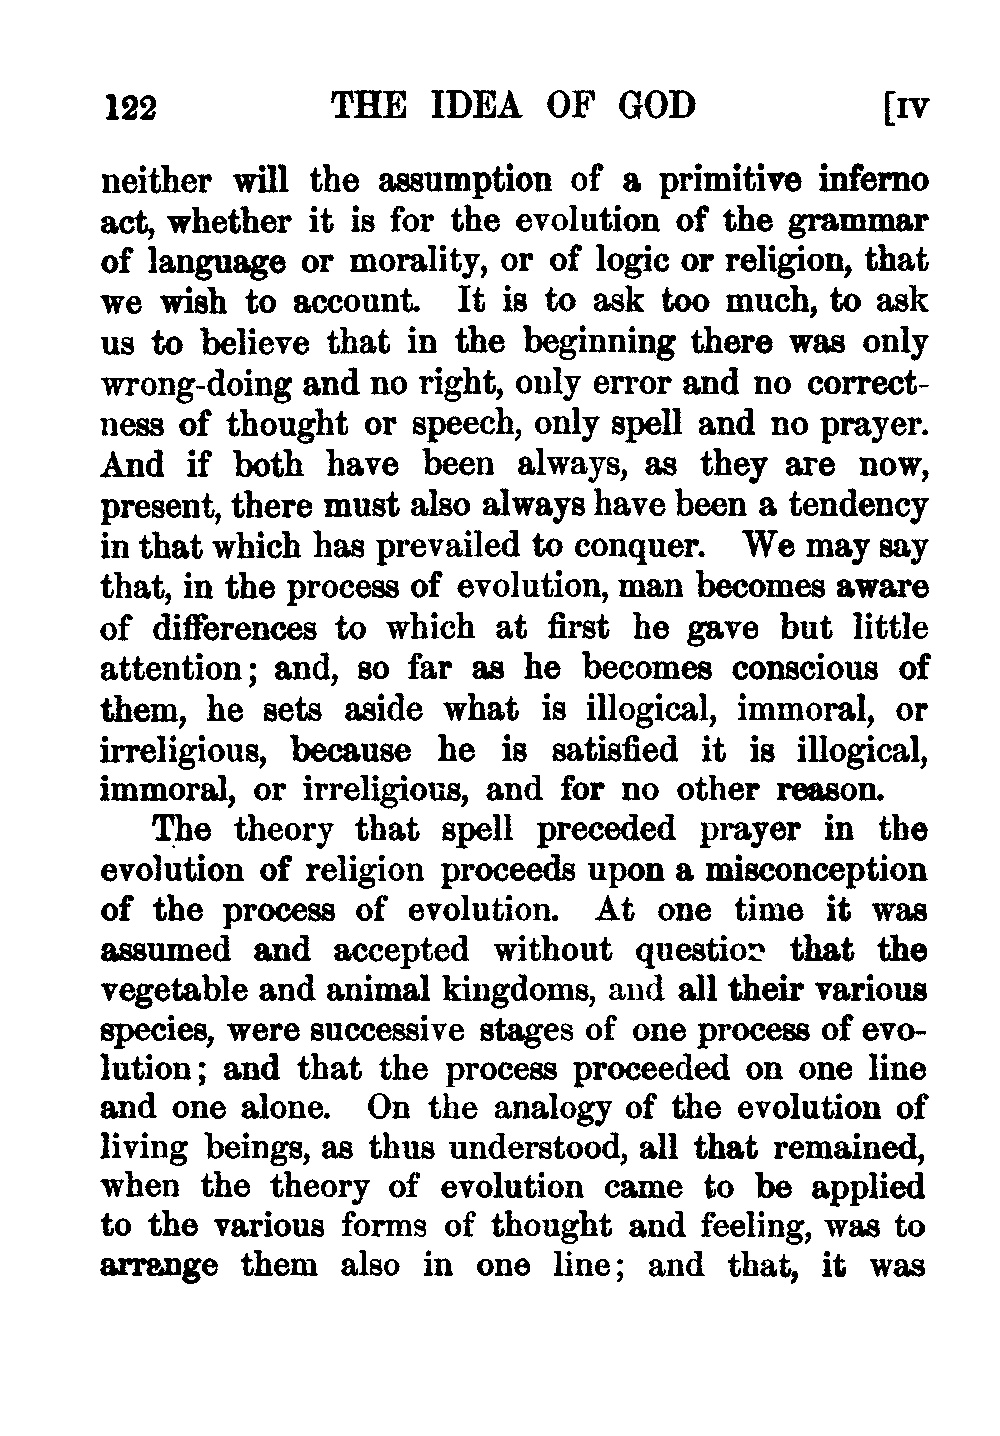 122 THE IDEA OF GOD [IV
neither will the assumption of a primitive inferno
act, whether it is for the evolution of the grammar
of language or morality, or of logic or religion, that
we wish to account. It is to ask too much, to ask
us to believe that in the beginning there was only
wrong-doing and no right, only error and no correct-
ness of thought or speech, only spell and no prayer.
And if both have been always, as they are now,
present, there must also always have been a tendency
in that which has prevailed to conquer. We may say
that, in the process of evolution, man becomes aware
of differences to which at first he gave but little
attention; and, so far as he becomes conscious of
them, he sets aside what is illogical, immoral, or
irreligious, because he is satisfied it is illogical,
immoral, or irreligious, and for no other reason.
The theory that spell preceded prayer in the
evolution of religion proceeds upon a misconception
of the process of evolution. At one time it was
assumed and accepted without question that the
vegetable and animal kingdoms, and all their various
species, were successive stages of one process of evo-
lution; and that the process proceeded on one line
and one alone. On the analogy of the evolution of
living beings, as thus understood, all that remained,
when the theory of evolution came to be applied
to the various forms of thought and feeling, was to
arrange them also in one line; and that, it was